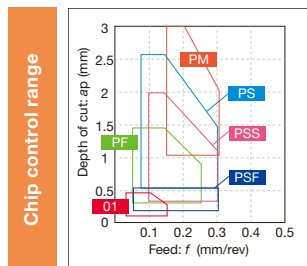 Chip control range
Depth of cut: ap (mm)
3
2.5
2
1.5
1
0.5
0
PM
PS
PSS
PF
PSF
01
0.1 0.2 0.3 0.4 0.5
Feed: f (mm/rev)